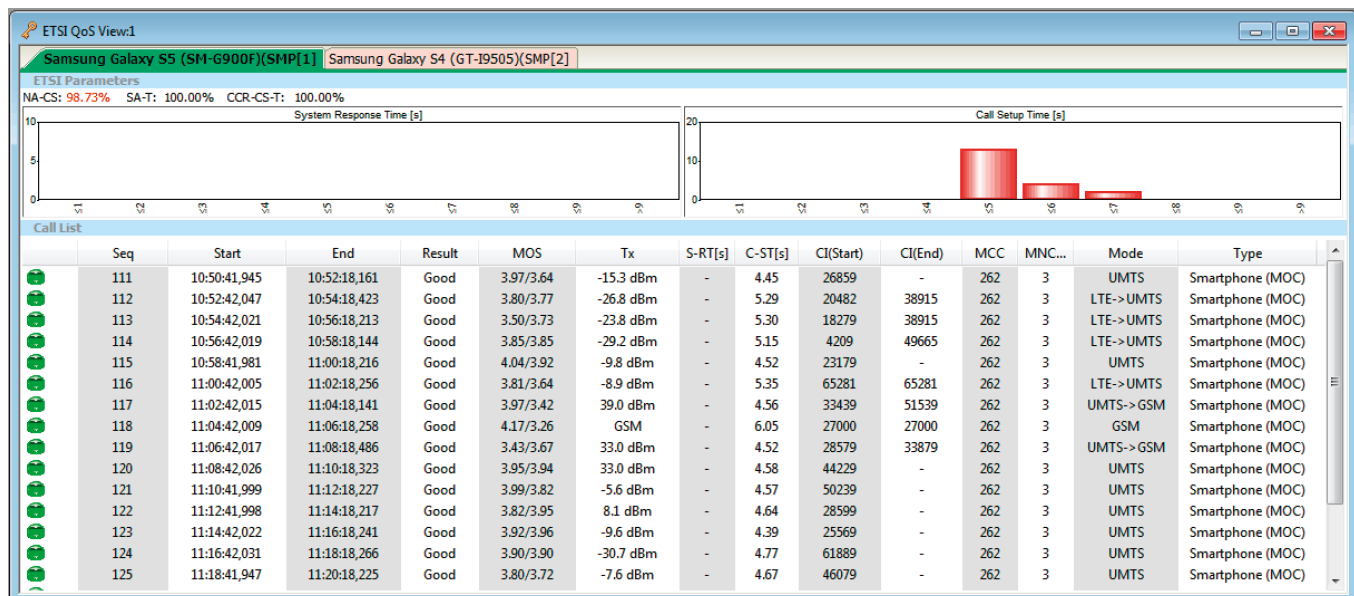 ETSI QoS View:1
Samsung Galaxy S5 (SM-G900F)(SMP[1] Samsung Galaxy S4 (GT-I9505)(SMP[2]
ETSI Parameters
NA-CS: 98.73% SA-T: 100.00% CCR-CS-T: 100.00%
System Response Time [s]
10
5
0
≤1 ≤2 ≤3 ≤4 ≤5 ≤6 ≤7 ≤8 ≤9 >9
Call Setup Time [s]
20
10
0
≤1 ≤2 ≤3 ≤4 ≤5 ≤6 ≤7 ≤8 ≤9 >9
Call List
Seq Start End Result MOS Tx S-RT[s] C-ST[s] CI(Start) CI(End) MCC MNC... Mode Type
111 10:50:41,945 10:52:18,161 Good 3.97/3.64 -15.3 dBm - 4.45 26859 - 262 3 UMTS Smartphone (MOC)
112 10:52:42,047 10:54:18,423 Good 3.80/3.77 -26.8 dBm - 5.29 20482 38915 262 3 LTE->UMTS Smartphone (MOC)
113 10:54:42,021 10:56:18,213 Good 3.50/3.73 -23.8 dBm - 5.30 18279 38915 262 3 LTE->UMTS Smartphone (MOC)
114 10:56:42,019 10:58:18,144 Good 3.85/3.85 -29.2 dBm - 5.15 4209 49665 262 3 LTE->UMTS Smartphone (MOC)
115 10:58:41,981 11:00:18,216 Good 4.04/3.92 -9.8 dBm - 4.52 23179 - 262 3 UMTS Smartphone (MOC)
116 11:00:42,005 11:02:18,256 Good 3.81/3.64 -8.9 dBm - 5.35 65281 65281 262 3 LTE->UMTS Smartphone (MOC)
117 11:02:42,015 11:04:18,141 Good 3.97/3.42 39.0 dBm - 4.56 33439 51539 262 3 UMTS->GSM Smartphone (MOC)
118 11:04:42,009 11:06:18,258 Good 4.17/3.26 GSM - 6.05 27000 27000 262 3 GSM Smartphone (MOC)
119 11:06:42,017 11:08:18,486 Good 3.43/3.67 33.0 dBm - 4.52 28579 33879 262 3 UMTS->GSM Smartphone (MOC)
120 11:08:42,026 11:10:18,323 Good 3.95/3.94 33.0 dBm - 4.58 44229 - 262 3 UMTS Smartphone (MOC)
121 11:10:41,999 11:12:18,227 Good 3.99/3.82 -5.6 dBm - 4.57 50239 - 262 3 UMTS Smartphone (MOC)
122 11:12:41,998 11:14:18,217 Good 3.82/3.95 8.1 dBm - 4.64 28599 - 262 3 UMTS Smartphone (MOC)
123 11:14:42,022 11:16:18,241 Good 3.92/3.96 -9.6 dBm - 4.39 25569 - 262 3 UMTS Smartphone (MOC)
124 11:16:42,031 11:18:18,266 Good 3.90/3.90 -30.7 dBm - 4.77 61889 - 262 3 UMTS Smartphone (MOC)
125 11:18:41,947 11:20:18,225 Good 3.80/3.72 -7.6 dBm - 4.67 46079 - 262 3 UMTS Smartphone (MOC)